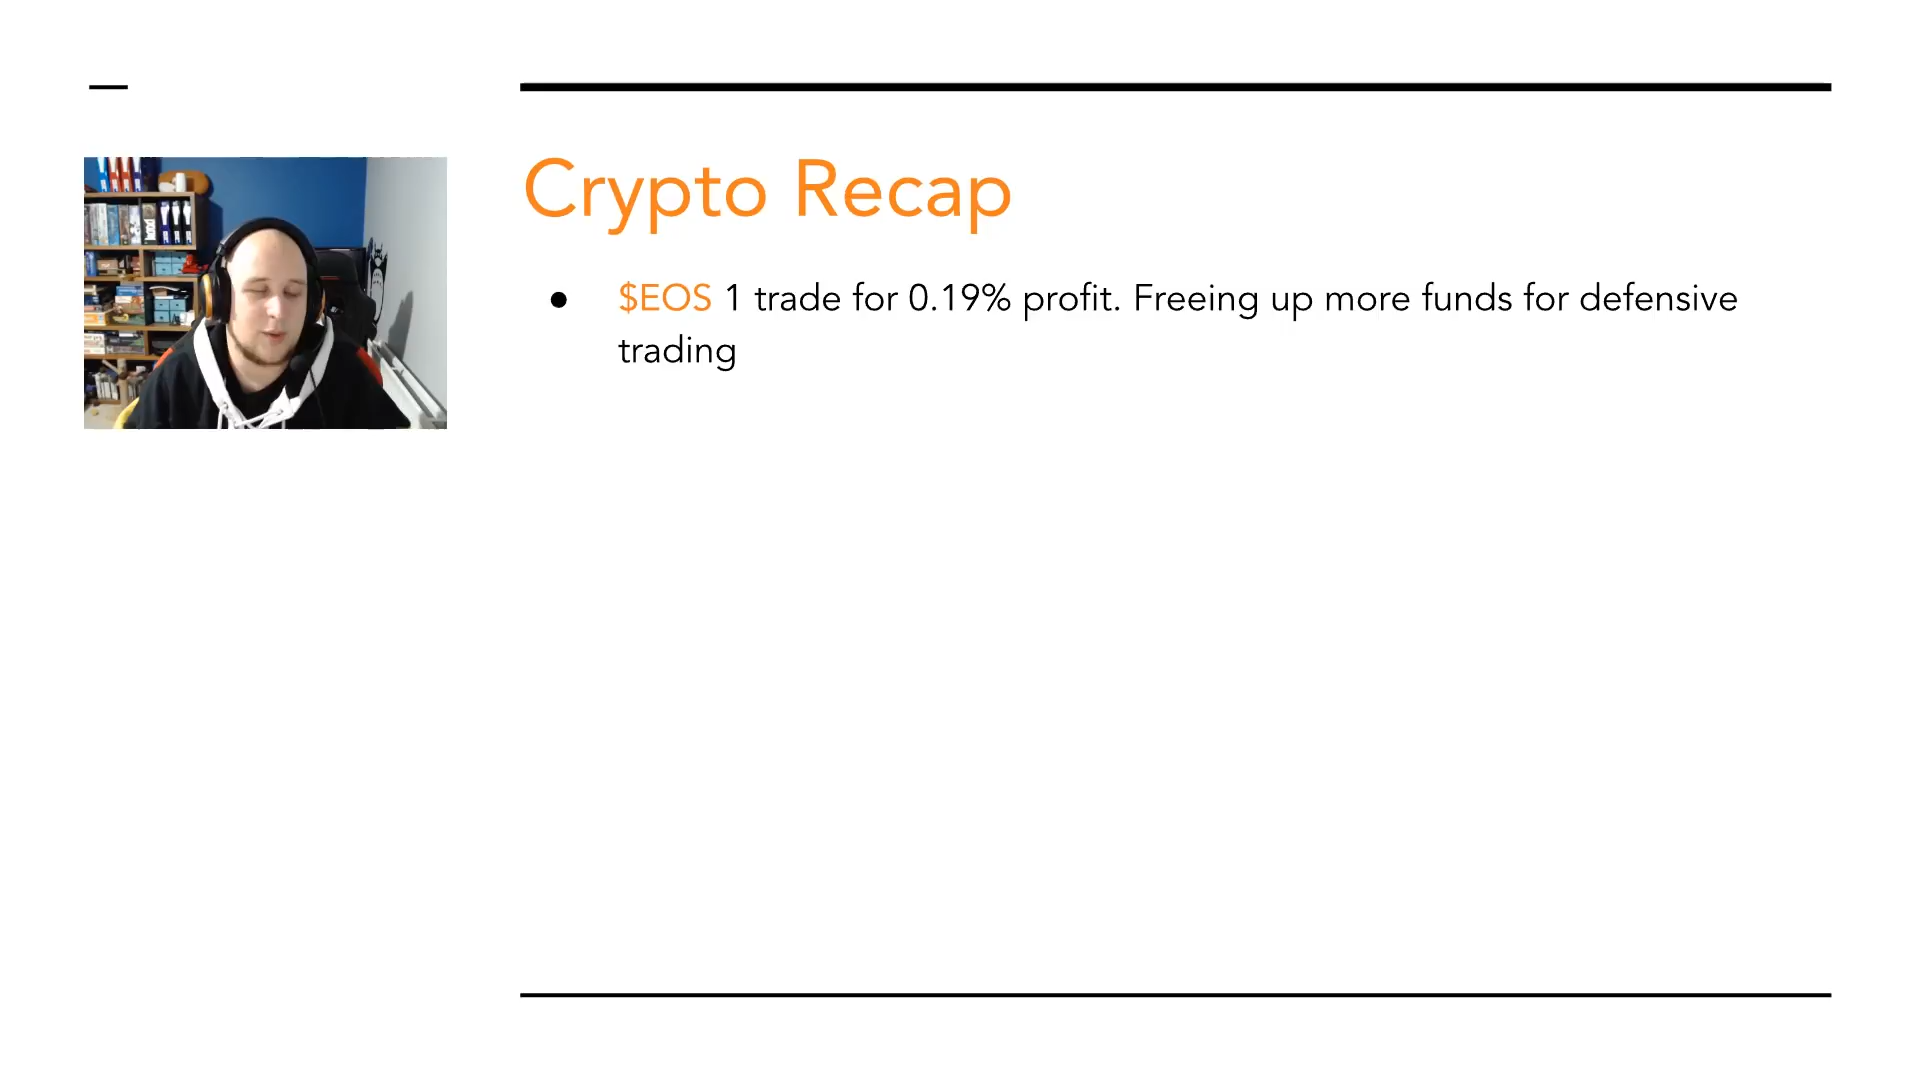 Crypto Recap
● $EOS 1 trade for 0.19% profit. Freeing up more funds for defensive
trading